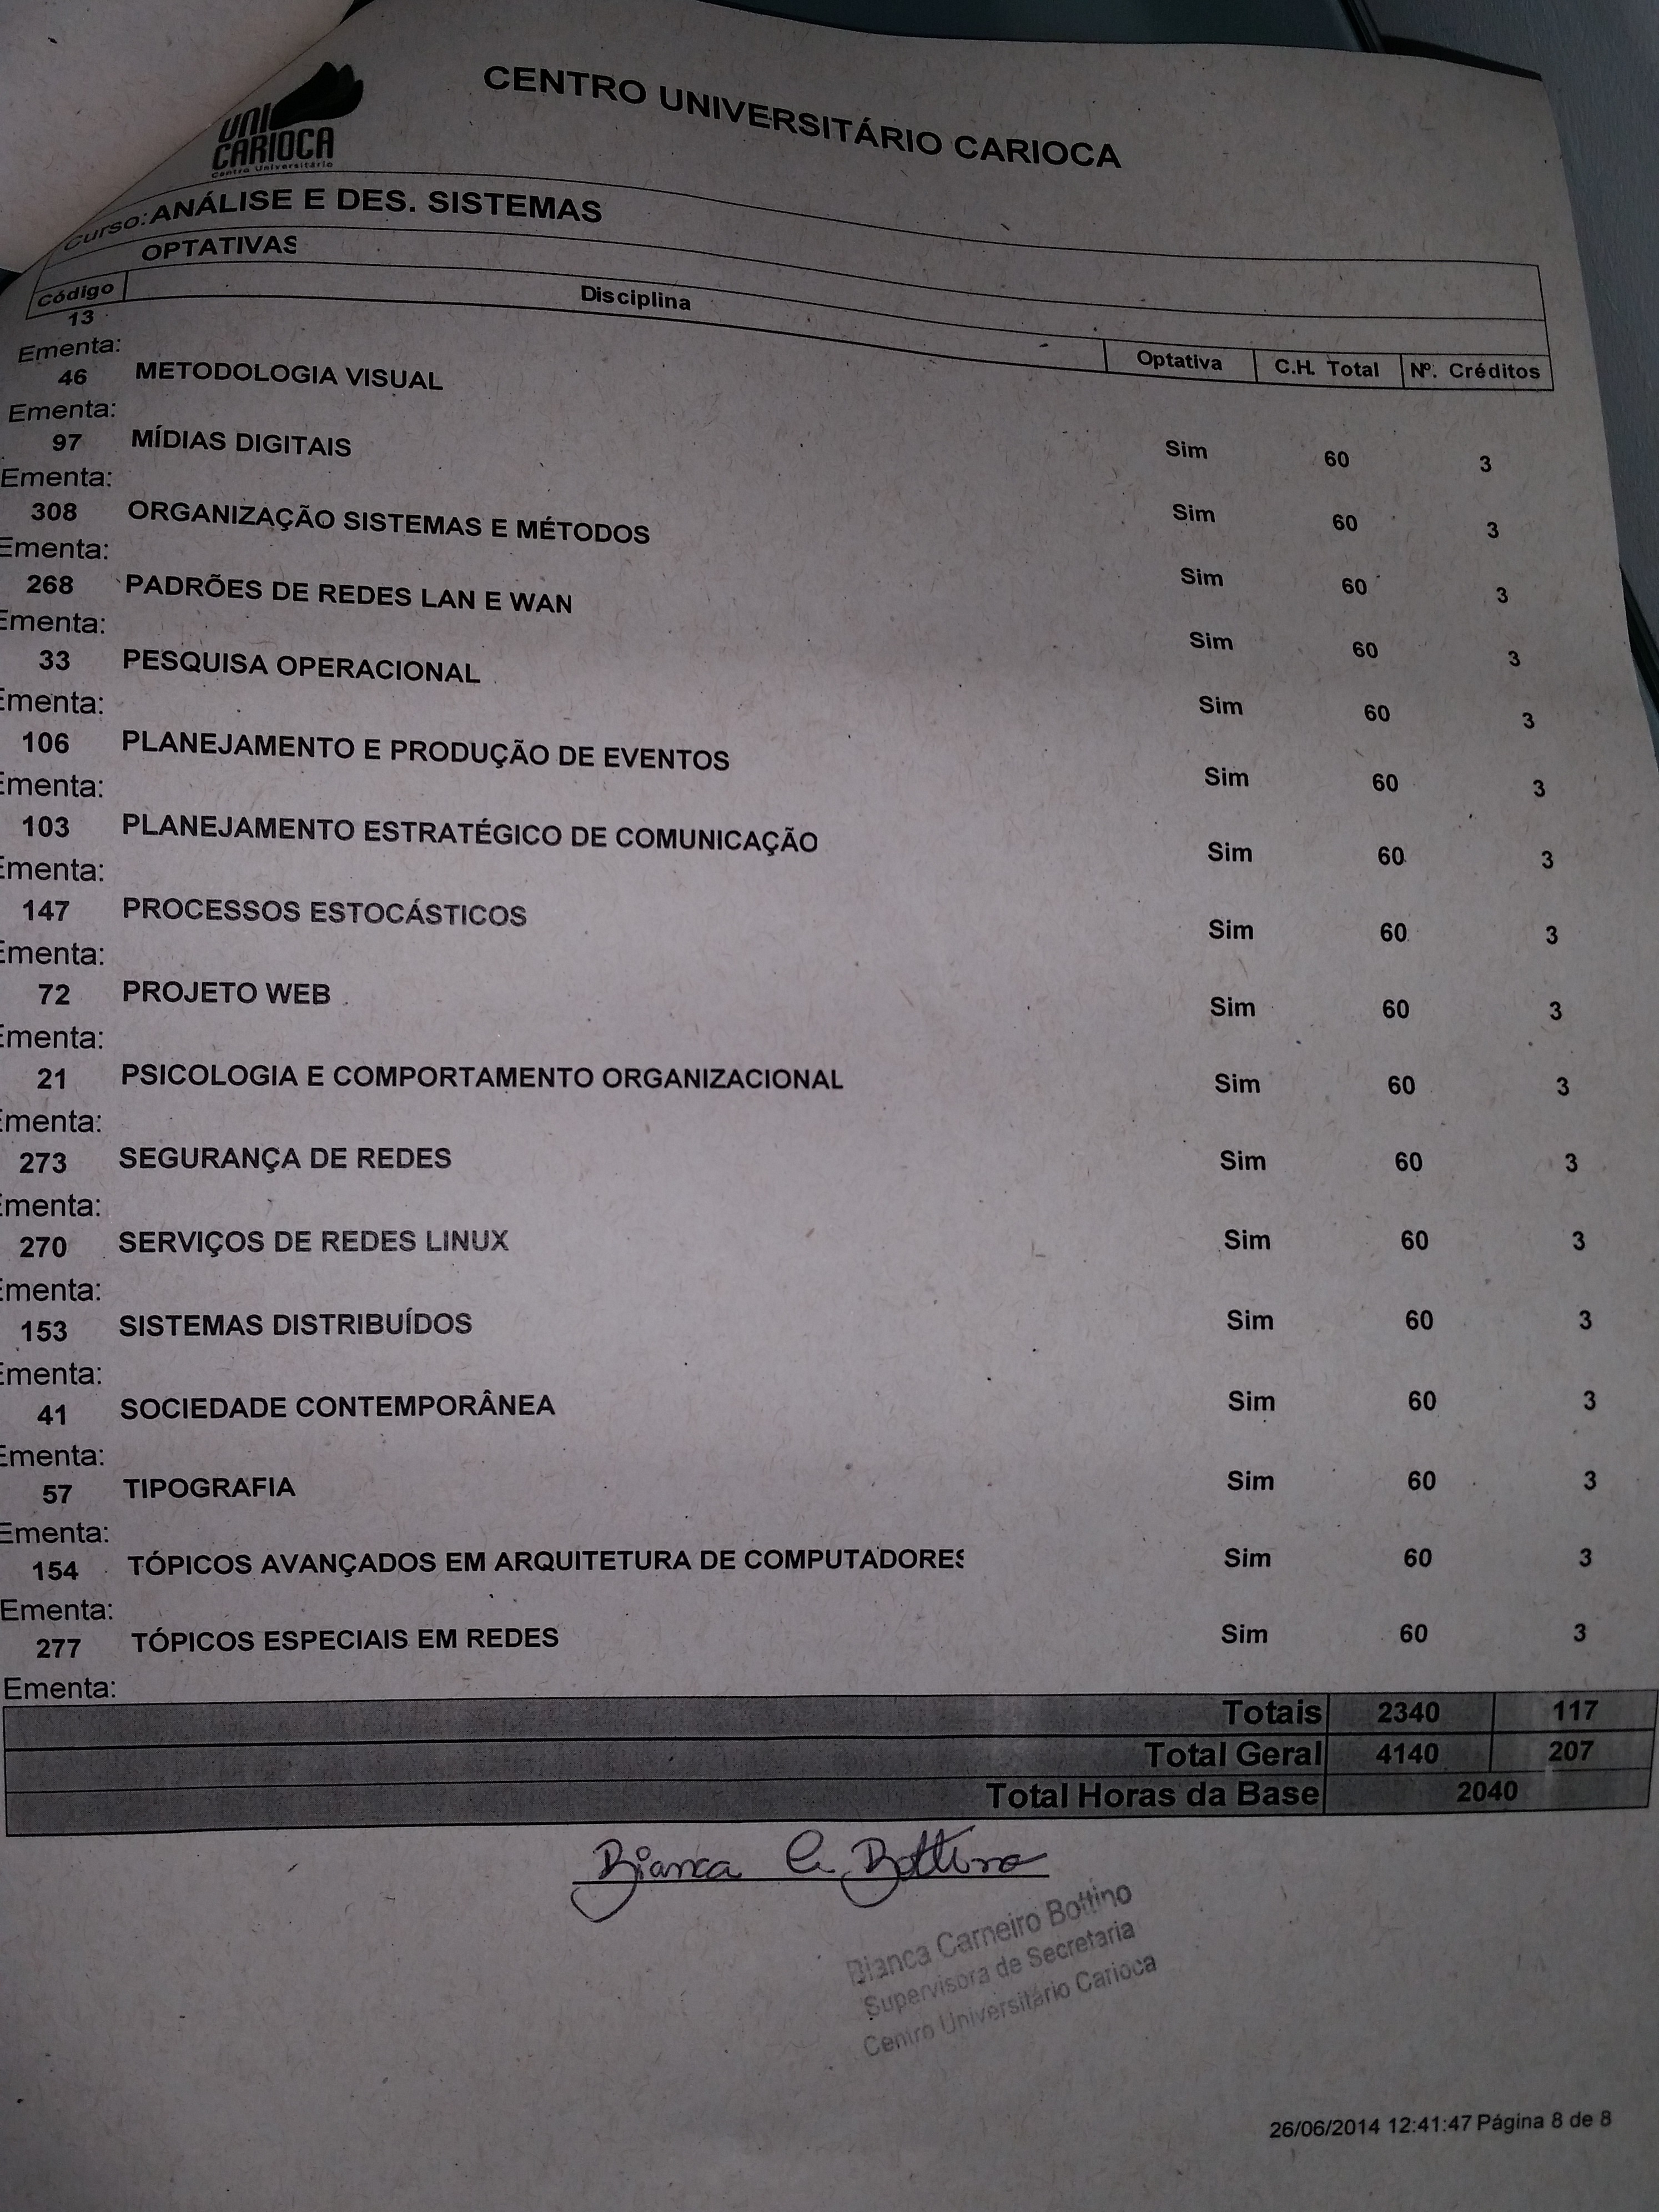 UNI
CARIOCA
Centro Universitário
CENTRO UNIVERSITÁRIO CARIOCA
Curso: ANÁLISE E DES. SISTEMAS
OPTATIVAS
Código Disciplina Optativa C.H. Total Nº. Créditos
13
Ementa:
46 METODOLOGIA VISUAL Sim 60 3
Ementa:
97 MÍDIAS DIGITAIS Sim 60 3
Ementa:
308 ORGANIZAÇÃO SISTEMAS E MÉTODOS Sim 60 3
Ementa:
268 PADRÕES DE REDES LAN E WAN Sim 60 3
Ementa:
33 PESQUISA OPERACIONAL Sim 60 3
Ementa:
106 PLANEJAMENTO E PRODUÇÃO DE EVENTOS Sim 60 3
Ementa:
103 PLANEJAMENTO ESTRATÉGICO DE COMUNICAÇÃO Sim 60 3
Ementa:
147 PROCESSOS ESTOCÁSTICOS Sim 60 3
Ementa:
72 PROJETO WEB Sim 60 3
Ementa:
21 PSICOLOGIA E COMPORTAMENTO ORGANIZACIONAL Sim 60 3
Ementa:
273 SEGURANÇA DE REDES Sim 60 3
Ementa:
270 SERVIÇOS DE REDES LINUX Sim 60 3
Ementa:
153 SISTEMAS DISTRIBUÍDOS Sim 60 3
Ementa:
41 SOCIEDADE CONTEMPORÂNEA Sim 60 3
Ementa:
57 TIPOGRAFIA Sim 60 3
Ementa:
154 TÓPICOS AVANÇADOS EM ARQUITETURA DE COMPUTADORES Sim 60 3
Ementa:
277 TÓPICOS ESPECIAIS EM REDES Sim 60 3
Ementa:
Totais 2340 117
Total Geral 4140 207
Total Horas da Base 2040
Bianca C. Bottino
Bianca Carneiro Bottino
Supervisora de Secretaria
Centro Universitário Carioca
26/06/2014 12:41:47 Página 8 de 8